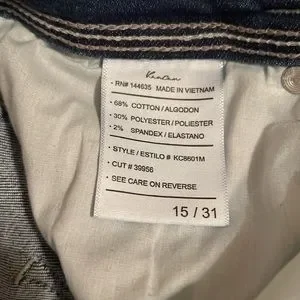 KanCan
• RN# 144635 MADE IN VIETNAM
• 68% COTTON / ALGODON
• 30% POLYESTER / POLIESTER
• 2% SPANDEX / ELASTANO
• STYLE / ESTILO # KC8601M
• CUT # 39956
• SEE CARE ON REVERSE
15 / 31